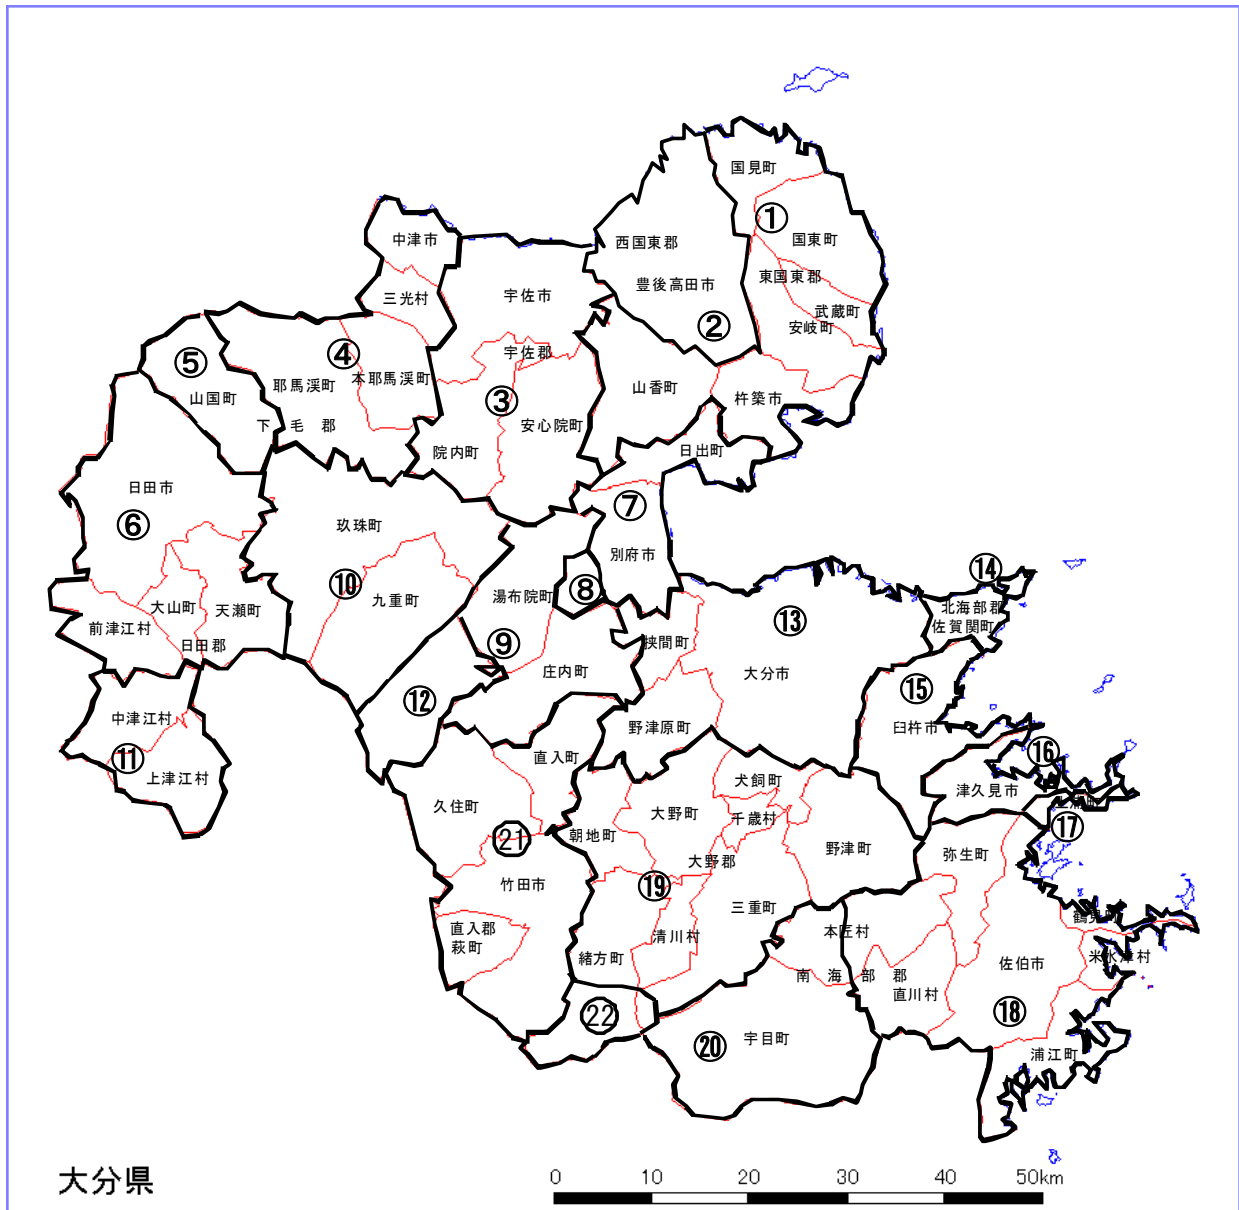 国見町
①
国東町
中津市
西国東郡
東国東郡
三光村
宇佐市
豊後高田市
武蔵町
安岐町
②
宇佐郡
④
⑤
耶馬渓町
本耶馬渓町
山香町
杵築市
山国町
③
安心院町
下毛郡
院内町
日出町
日田市
⑦
⑥
玖珠町
別府市
⑭
⑩
⑧
九重町
湯布院町
大山町
天瀬町
北海部郡
佐賀関町
前津江村
⑬
日田郡
⑨
挟間町
庄内町
大分市
⑮
⑫
中津江村
野津原町
臼杵市
⑪
直入町
⑯
上津江村
犬飼町
津久見市
久住町
大野町
千歳村
⑰
㉑
朝地町
野津町
弥生町
大野郡
竹田市
⑲
三重町
鶴見町
直入郡
萩町
清川村
本匠村
緒方町
佐伯市
米水津村
南海部郡
直川村
㉒
⑱
⑳
宇目町
浦江町
大分県
0 10 20 30 40 50km